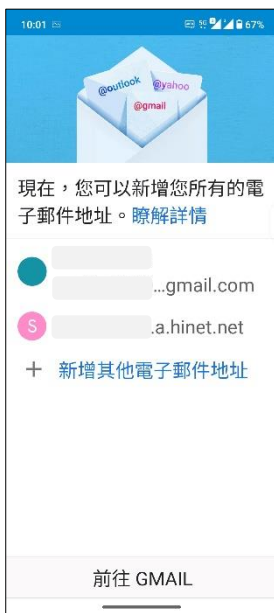 10:01
5G 67%
@outlook @yahoo
@gmail
現在，您可以新增您所有的電
子郵件地址。瞭解詳情
...gmail.com
S .a.hinet.net
+ 新增其他電子郵件地址
前往 GMAIL